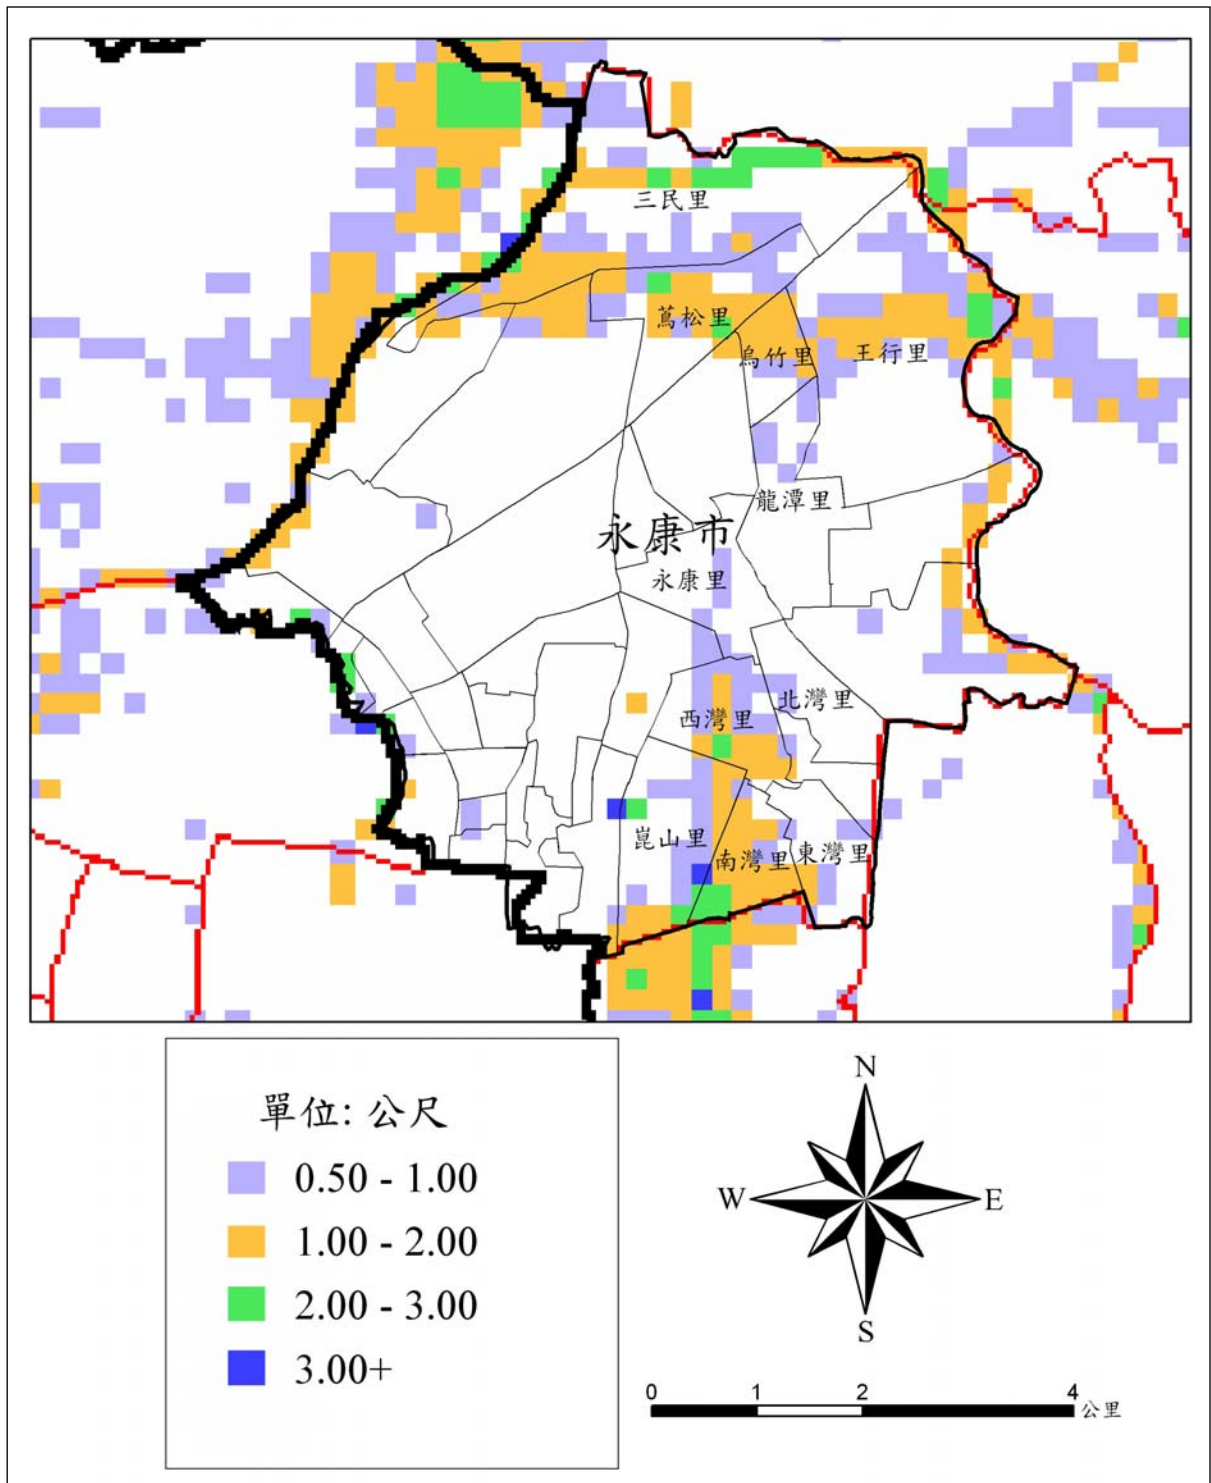 三民里
蔦松里
烏竹里
王行里
龍潭里
永康市
永康里
北灣里
西灣里
崑山里
南灣里
東灣里
單位: 公尺
0.50 - 1.00
1.00 - 2.00
2.00 - 3.00
3.00+
N
W
E
S
0 1 2 4
公里